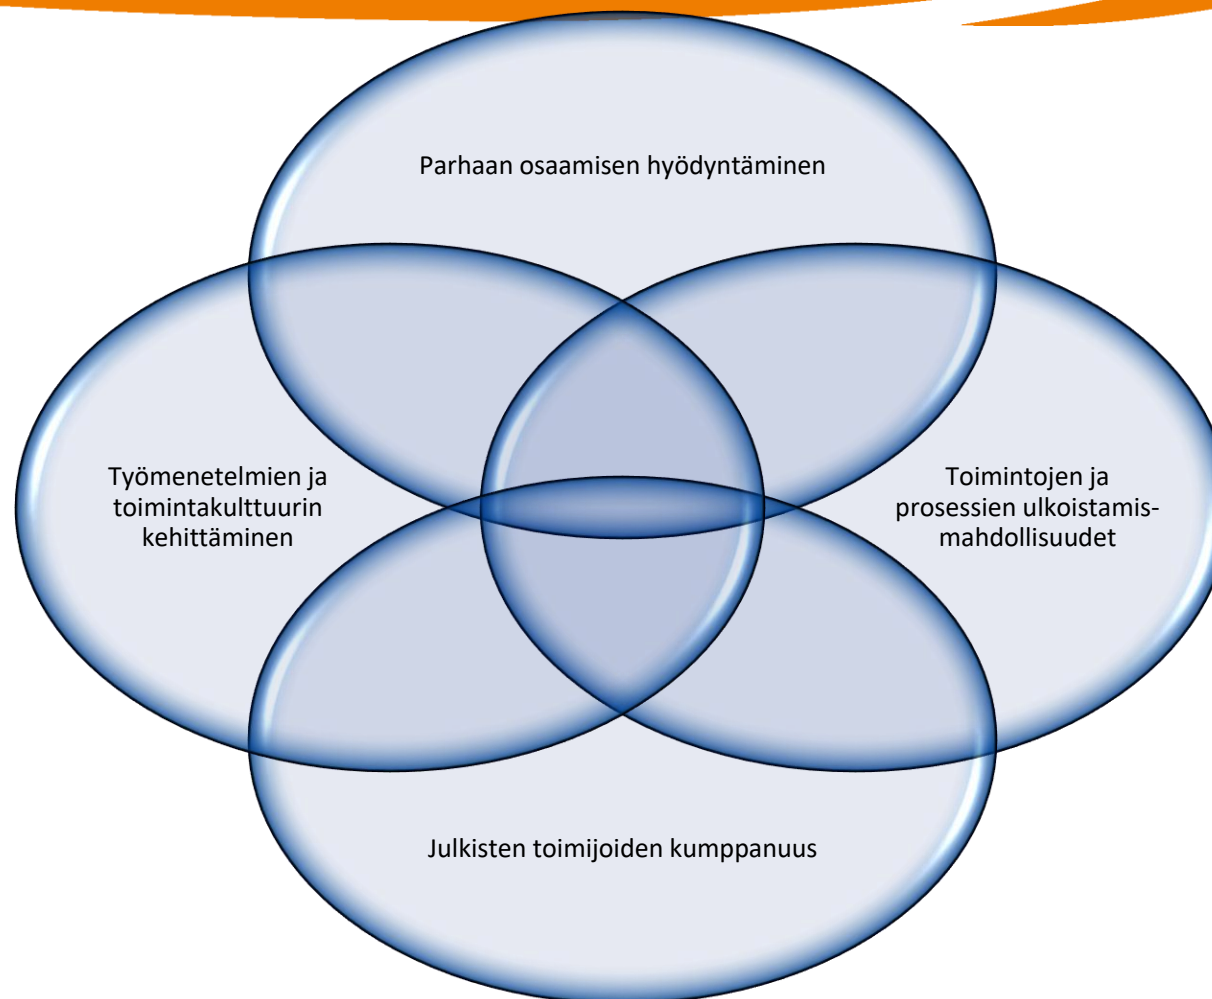 Parhaan osaamisen hyödyntäminen
Työmenetelmien ja
toimintakulttuurin
kehittäminen
Toimintojen ja
prosessien ulkoistamis-
mahdollisuudet
Julkisten toimijoiden kumppanuus